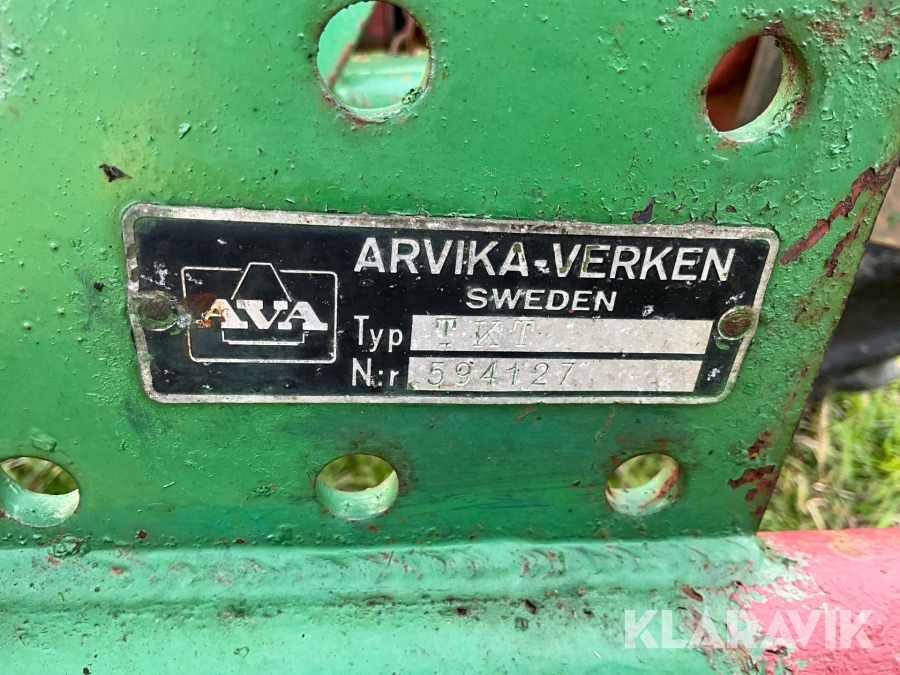 ARVIKA-VERKEN
SWEDEN
AVA
Typ TKT
N:r 594127
KLARAVIK